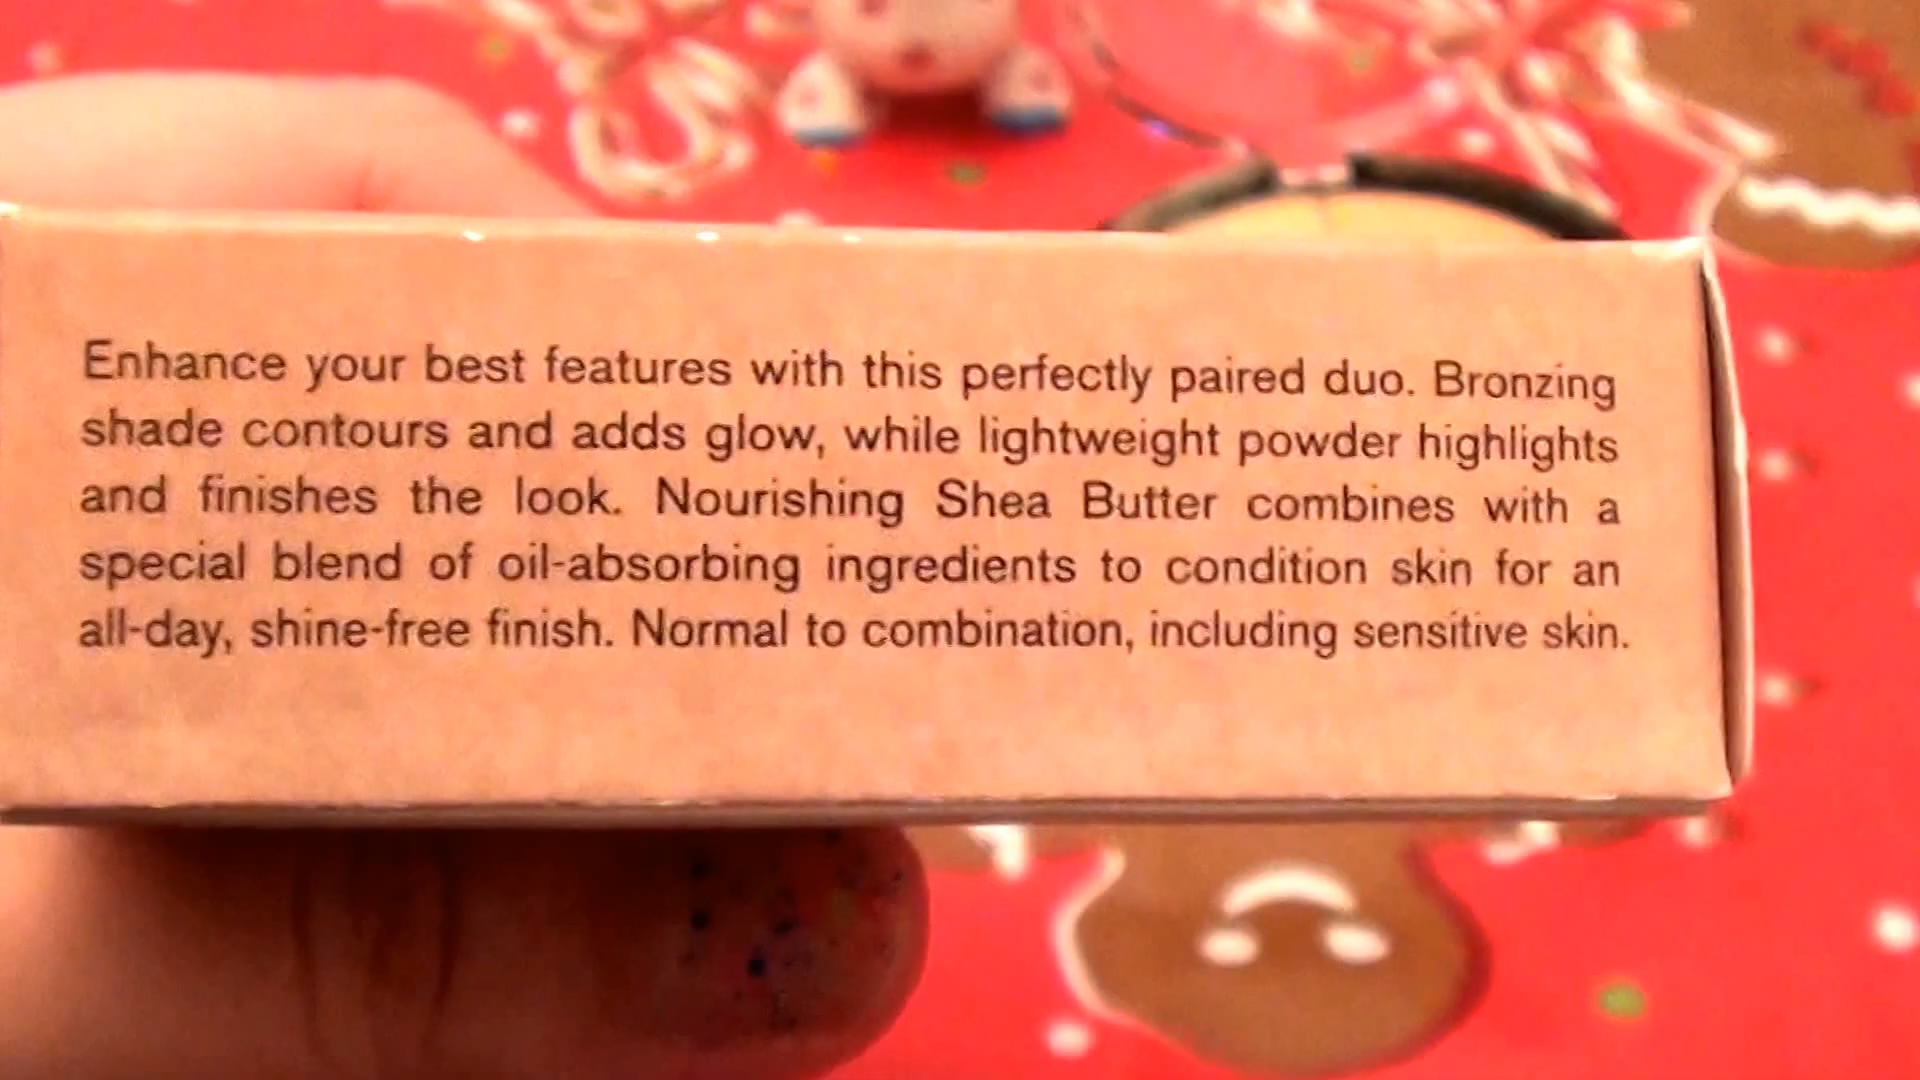 Enhance your best features with this perfectly paired duo. Bronzing
shade contours and adds glow, while lightweight powder highlights
and finishes the look. Nourishing Shea Butter combines with a
special blend of oil-absorbing ingredients to condition skin for an
all-day, shine-free finish. Normal to combination, including sensitive skin.